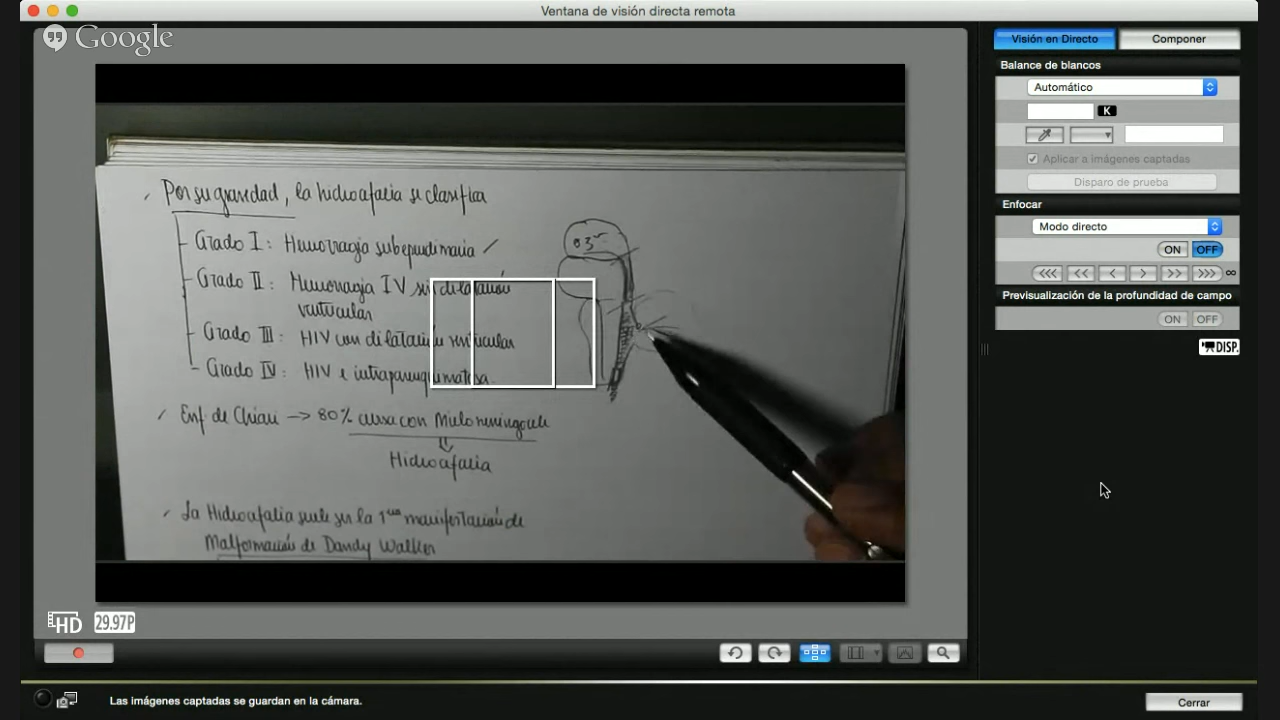 Ventana de visión directa remota
Google
Visión en Directo
Componer
Balance de blancos
Automático
K
Aplicar a imágenes captadas
Disparo de prueba
Enfocar
Modo directo
ON OFF
<<< << < > >> >>> ∞
Previsualización de la profundidad de campo
ON OFF
DISP.
Por su gravedad, la hidrocefalia se clasifica
Grado I: Hemorragia subependimaria
Grado II: Hemorragia IV sin dilatación
ventricular
Grado III: HIV con dilatación ventricular
Grado IV: HIV e intraparenquimatosa
Enf de Chiari → 80% cursa con Mielomeningocele
Hidrocefalia
La Hidrocefalia suele ser la 1era manifestación de
Malformación de Dandy Walker
HD 29.97P
Las imágenes captadas se guardan en la cámara.
Cerrar